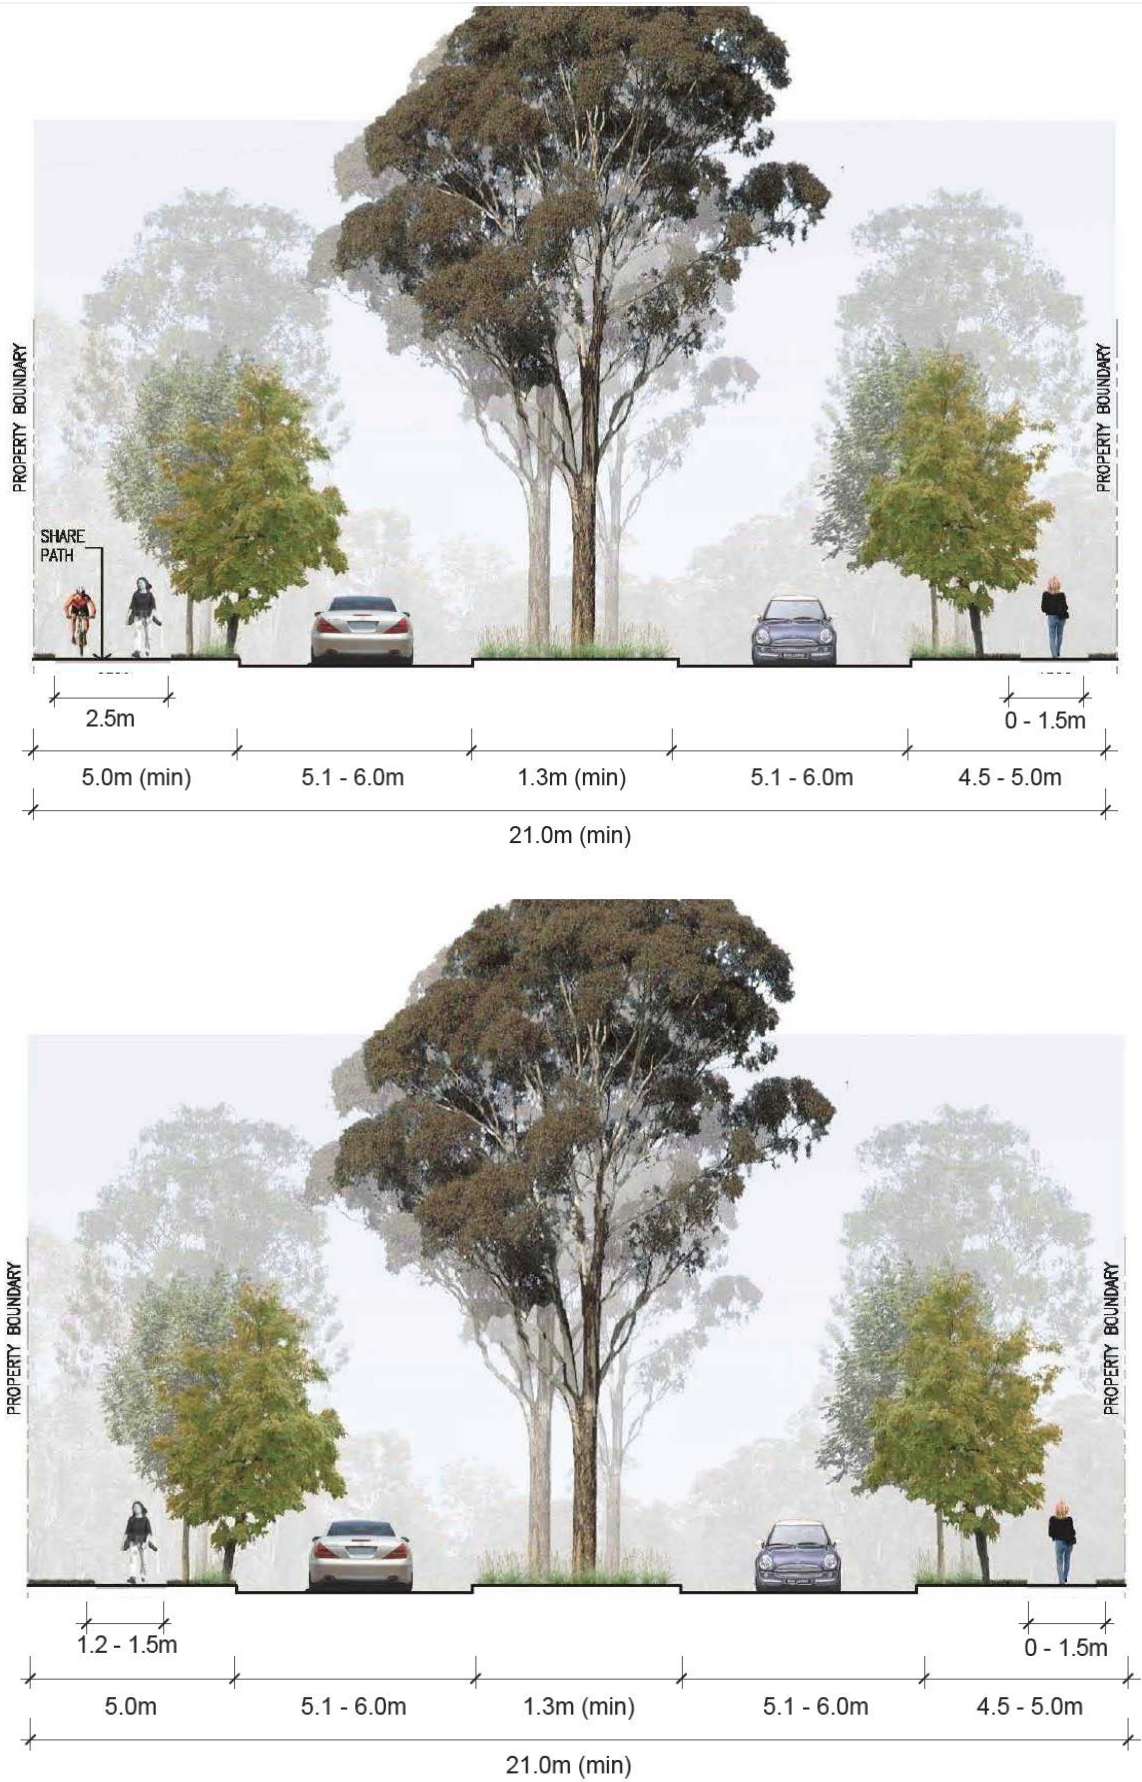 PROPERTY BOUNDARY
PROPERTY BOUNDARY
SHARE
PATH
2.5m
0 - 1.5m
5.0m (min)
5.1 - 6.0m
1.3m (min)
5.1 - 6.0m
4.5 - 5.0m
21.0m (min)
PROPERTY BOUNDARY
PROPERTY BOUNDARY
1.2 - 1.5m
0 - 1.5m
5.0m
5.1 - 6.0m
1.3m (min)
5.1 - 6.0m
4.5 - 5.0m
21.0m (min)